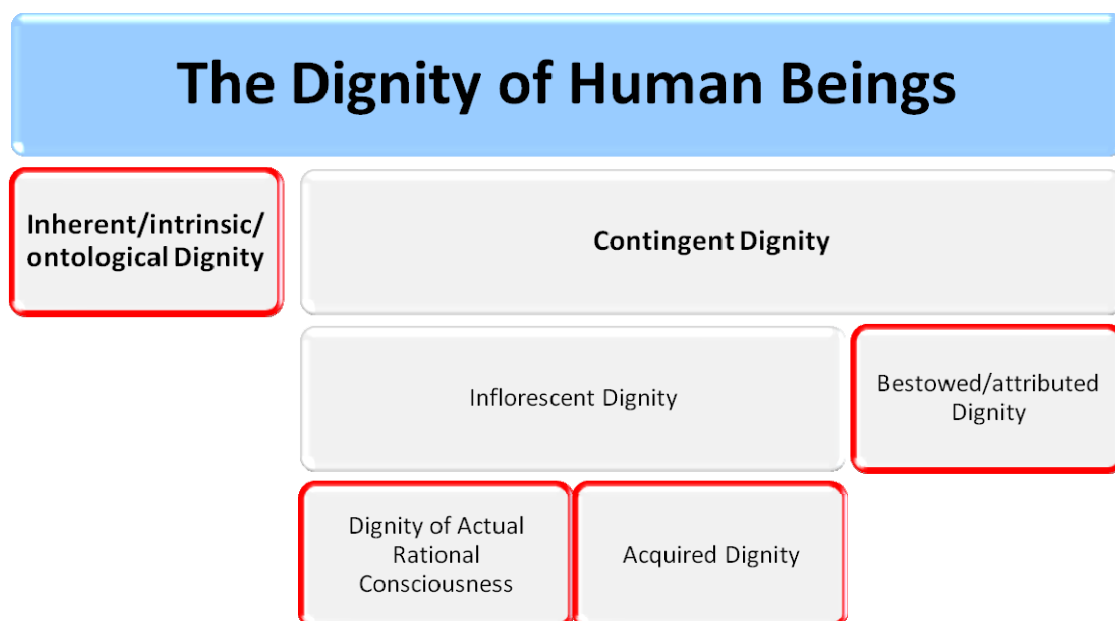 The Dignity of Human Beings
Inherent/intrinsic/
ontological Dignity
Contingent Dignity
Inflorescent Dignity
Bestowed/attributed
Dignity
Dignity of Actual
Rational
Consciousness
Acquired Dignity